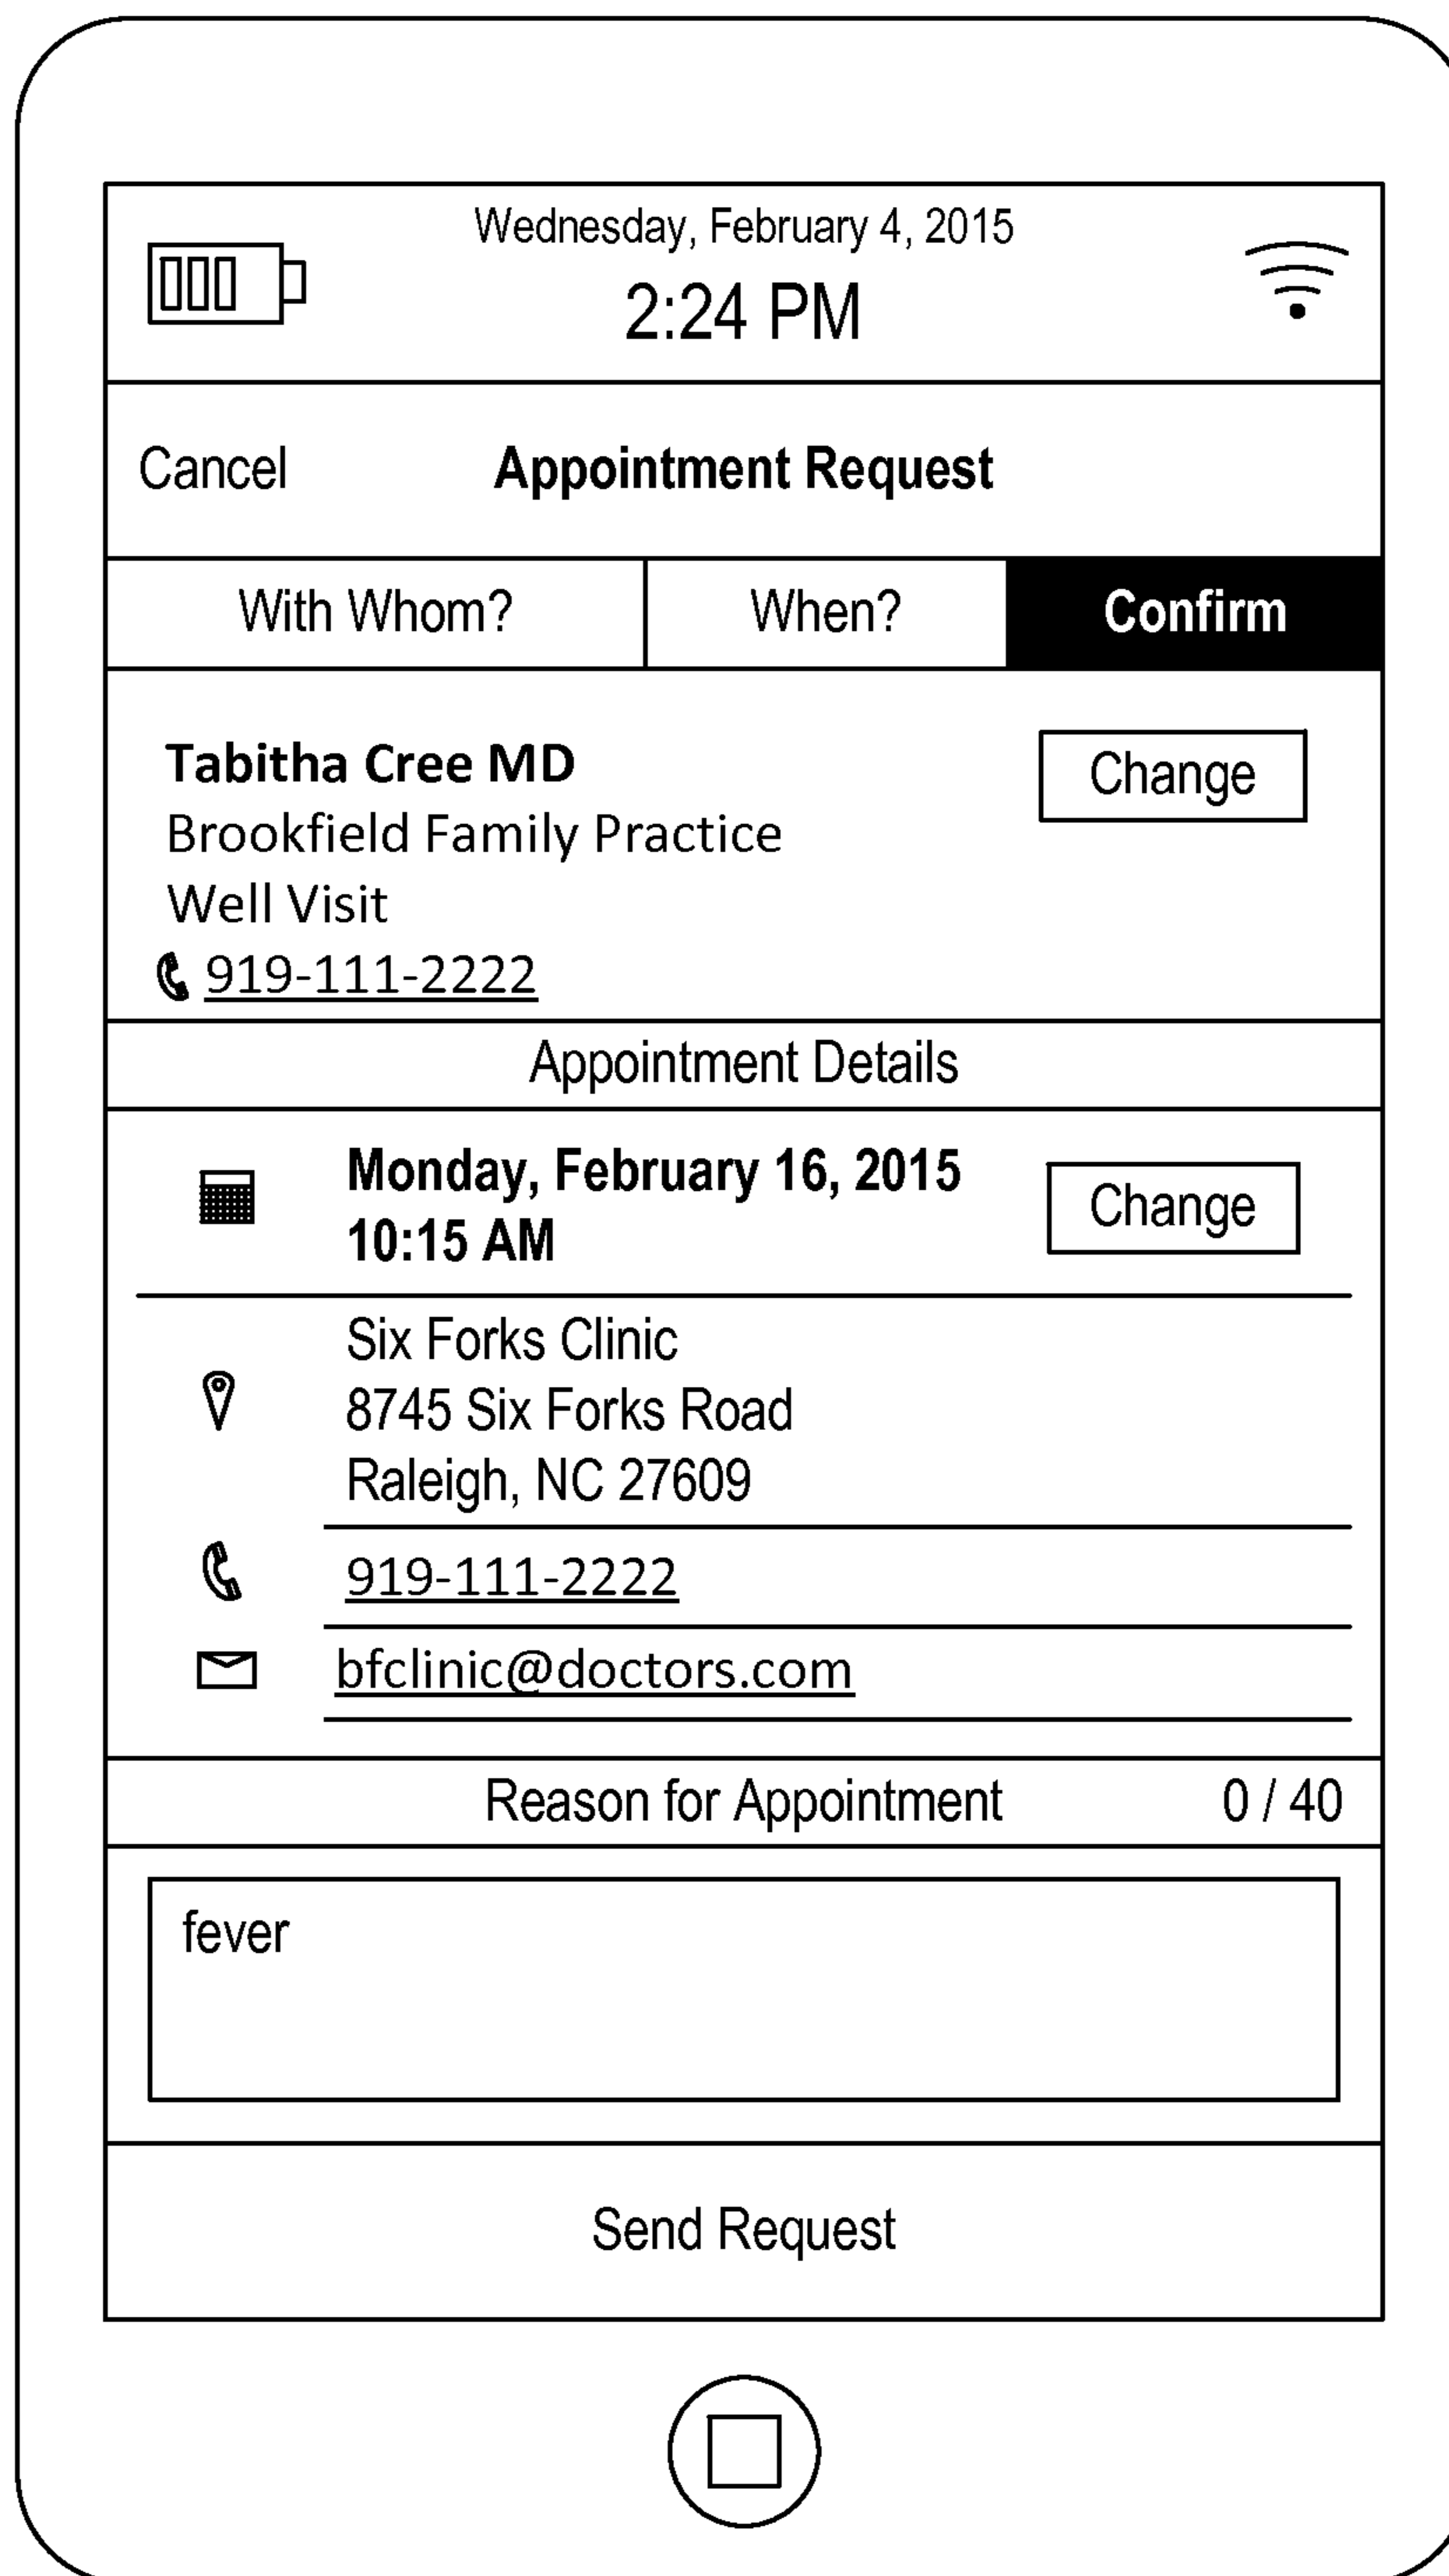 Wednesday, February 4, 2015
2:24 PM
Cancel Appointment Request
With Whom? When? Confirm
Tabitha Cree MD Change
Brookfield Family Practice
Well Visit
919-111-2222
Appointment Details
Monday, February 16, 2015 Change
10:15 AM
Six Forks Clinic
8745 Six Forks Road
Raleigh, NC 27609
919-111-2222
bfclinic@doctors.com
Reason for Appointment 0 / 40
fever
Send Request